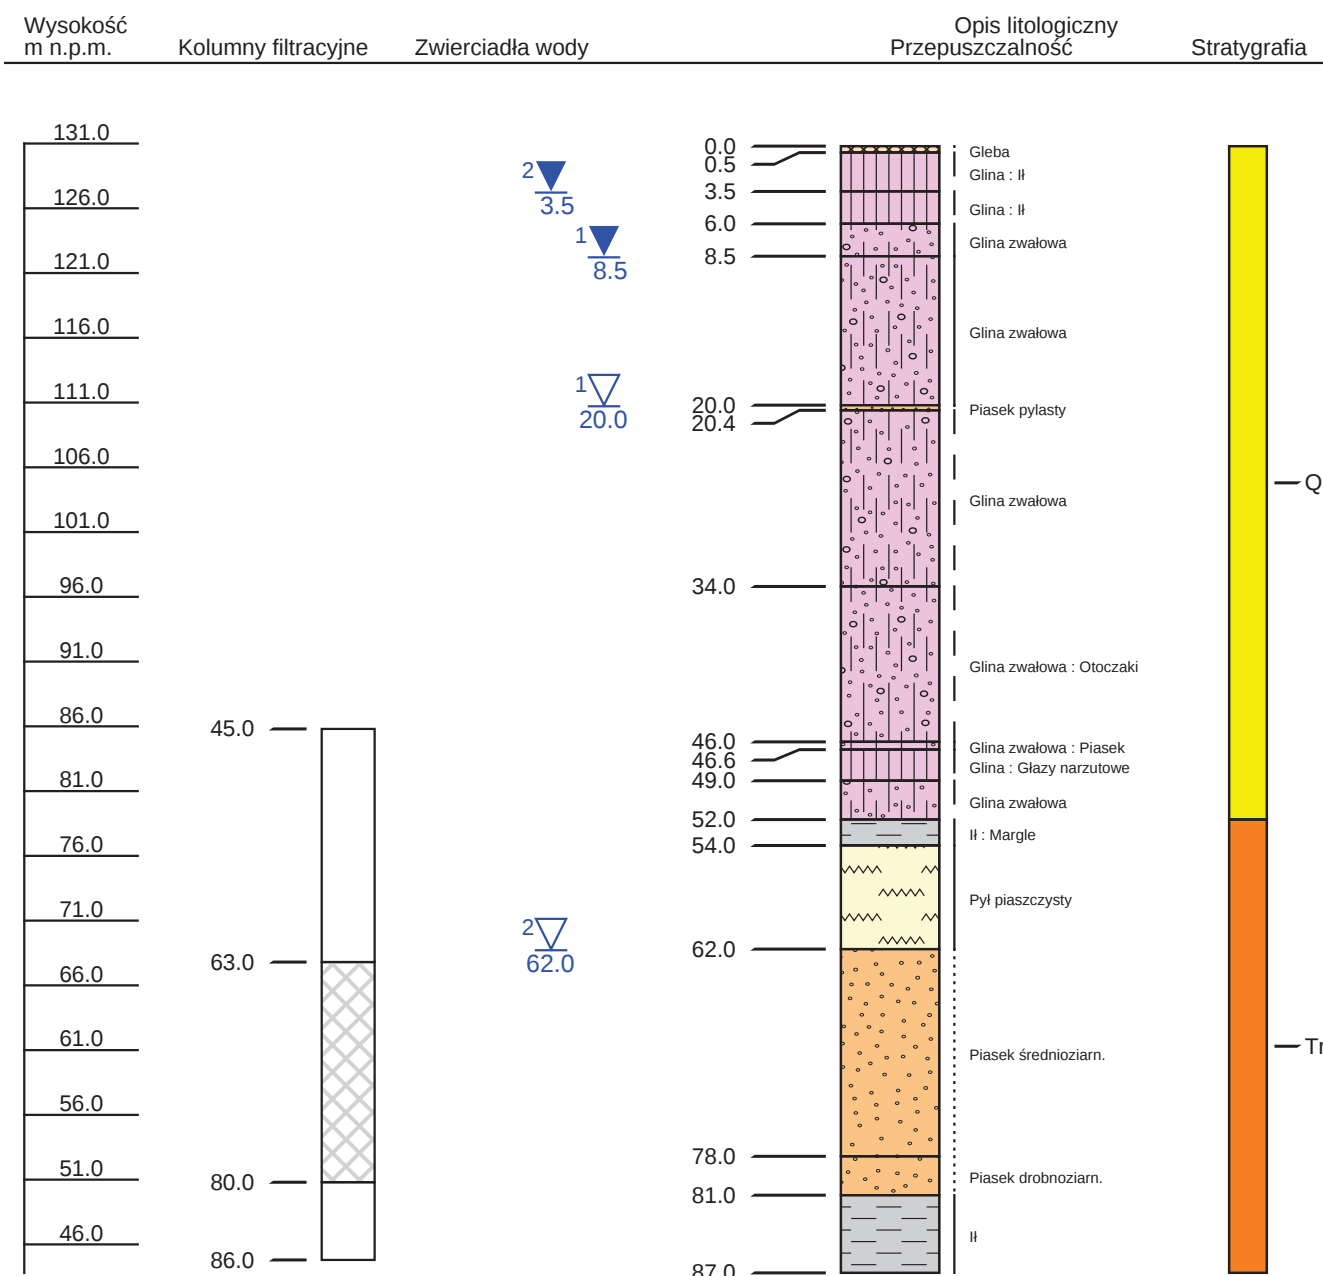 Wysokość
m n.p.m.
Kolumny filtracyjne
Zwierciadła wody
Opis litologiczny
Przepuszczalność
Stratygrafia
131.0
126.0
121.0
116.0
111.0
106.0
101.0
96.0
91.0
86.0
81.0
76.0
71.0
66.0
61.0
56.0
51.0
46.0
45.0
63.0
80.0
86.0
2
3.5
1
8.5
1
20.0
2
62.0
0.0
0.5
3.5
6.0
8.5
20.0
20.4
34.0
46.0
46.6
49.0
52.0
54.0
62.0
78.0
81.0
87.0
Gleba
Glina : Ił
Glina : Ił
Glina zwałowa
Glina zwałowa
Piasek pylasty
Glina zwałowa
Glina zwałowa : Otoczaki
Glina zwałowa : Piasek
Glina : Głazy narzutowe
Glina zwałowa
Ił : Margle
Pył piaszczysty
Piasek średnioziarn.
Piasek drobnoziarn.
Ił
Q
Tr